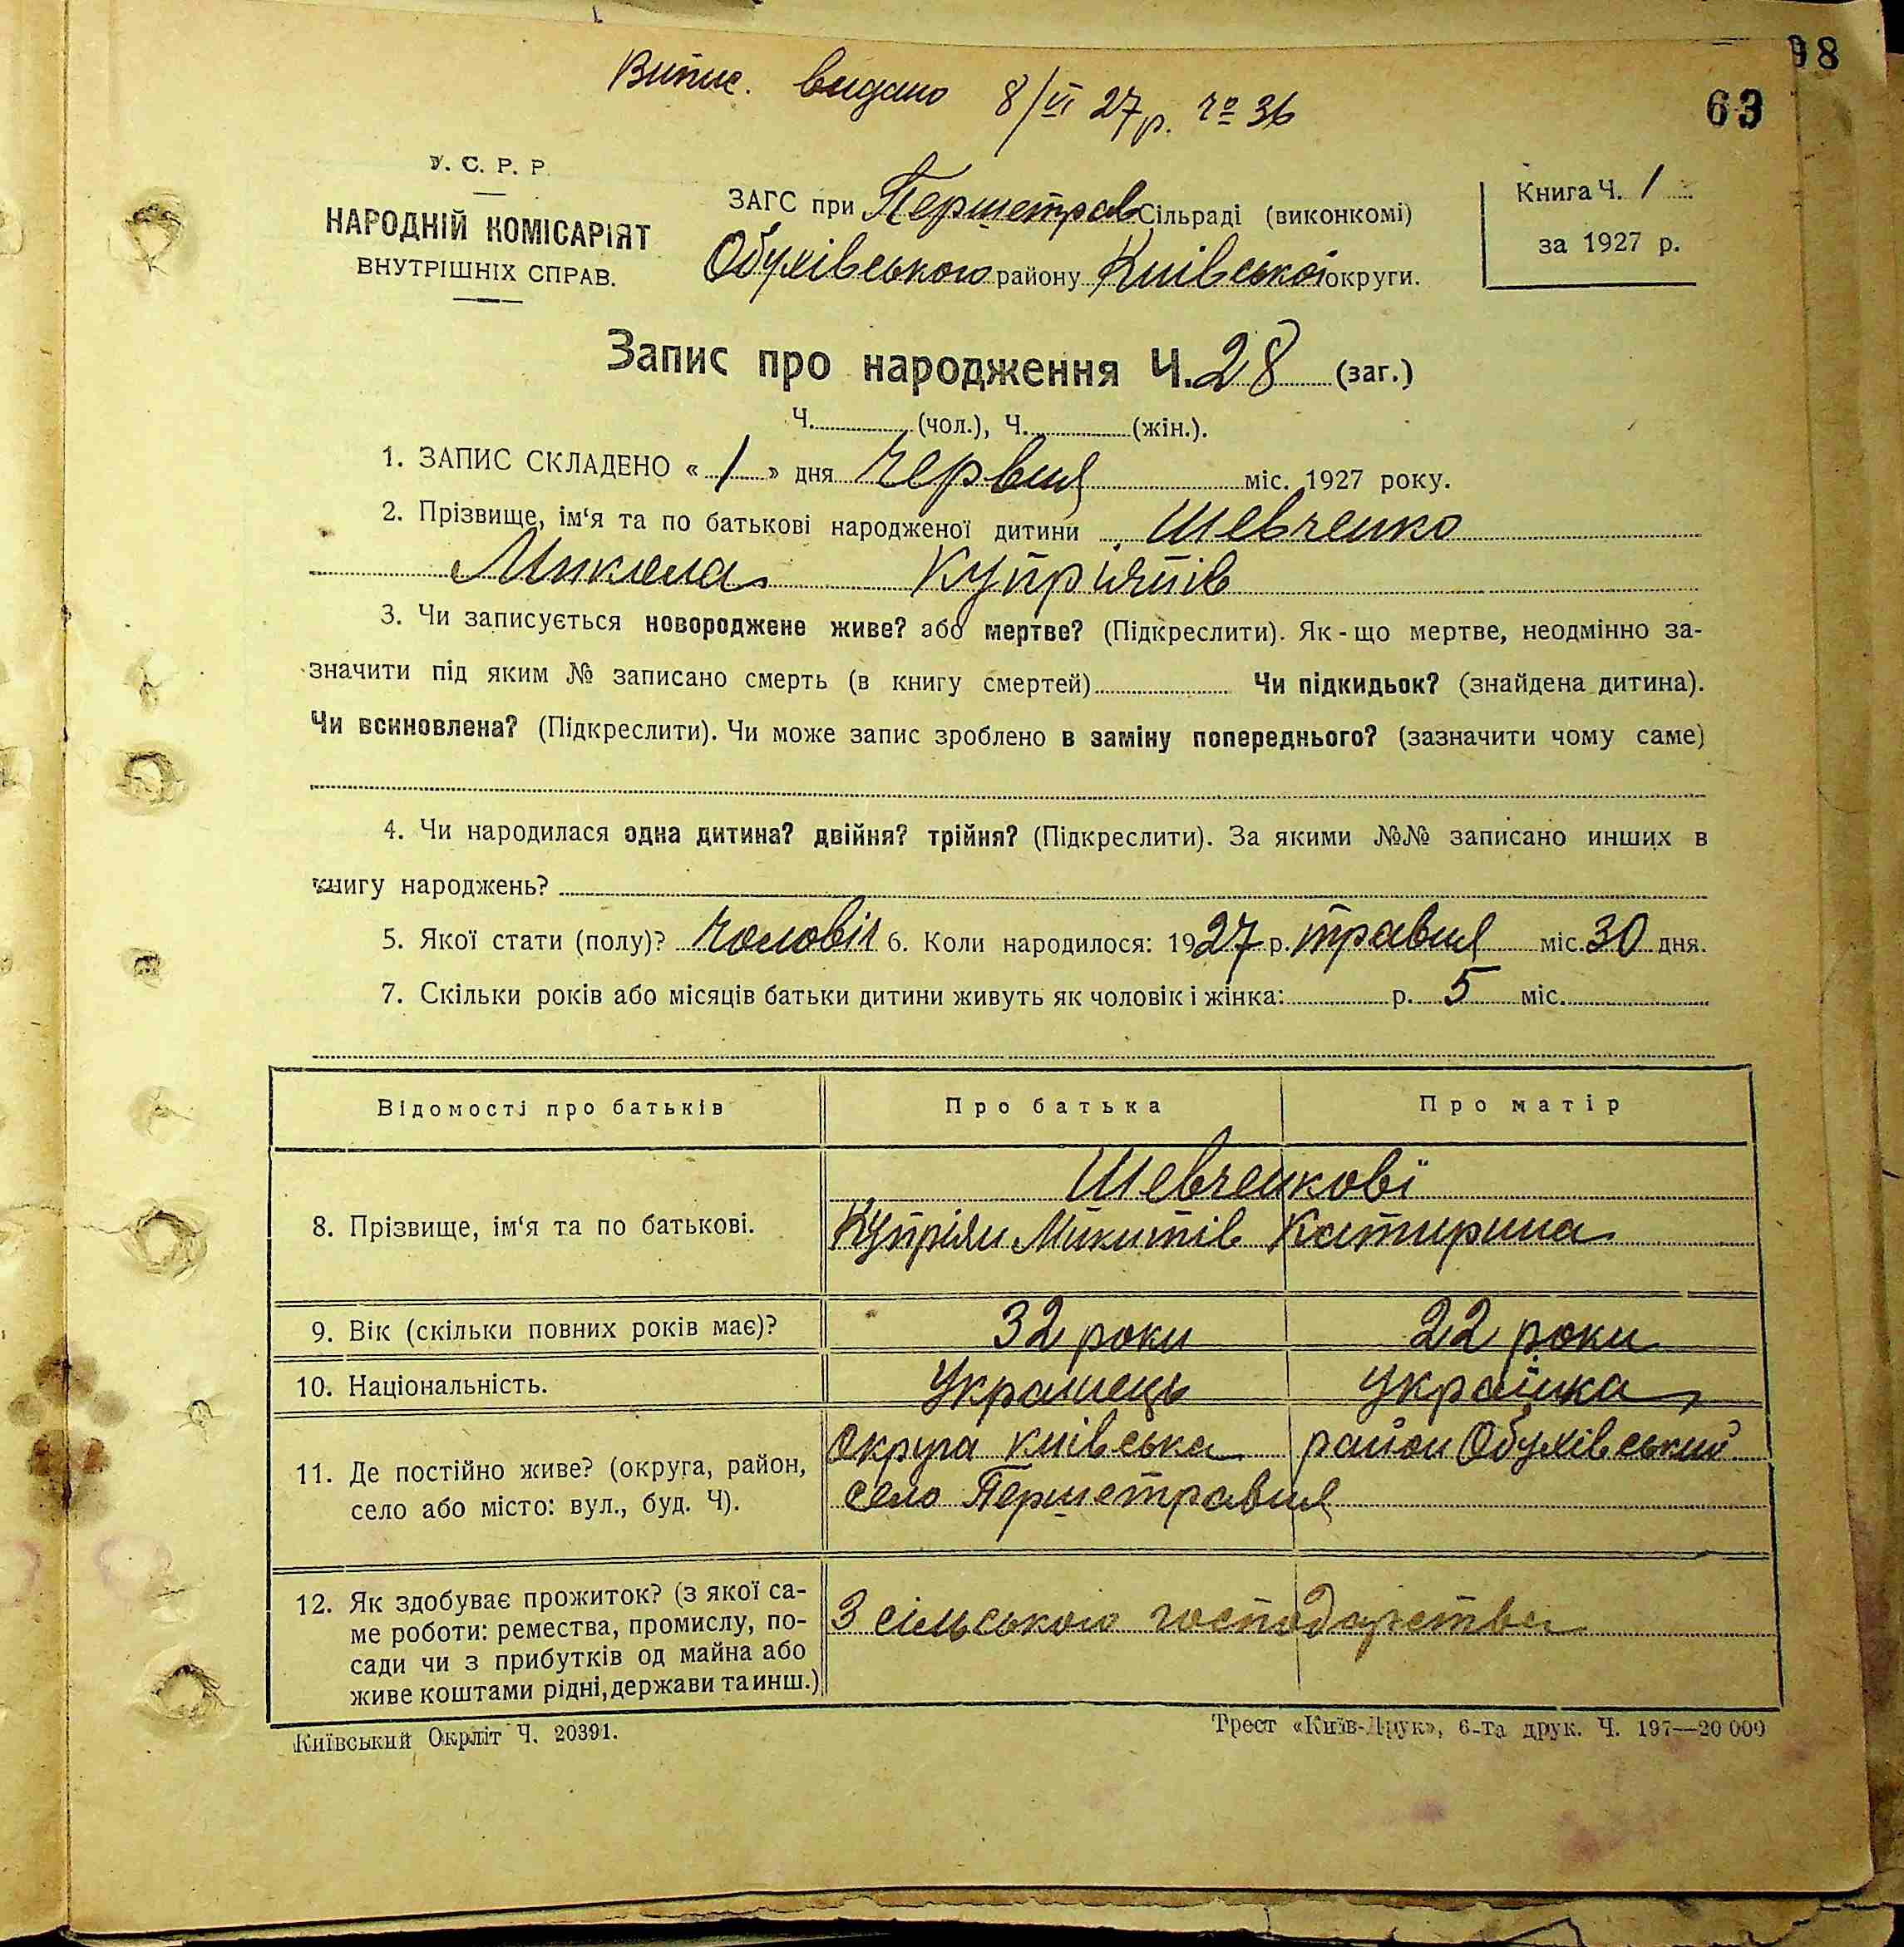 98
63
Випис. видано 8/VI 27 р. Ч⁰ 36
У. С. Р. Р.
НАРОДНІЙ КОМІСАРІЯТ
ВНУТРІШНІХ СПРАВ.
ЗАГС при Першетрав Сільраді (виконкомі)
Обухівського району Київської округи.
Книга Ч. 1
за 1927 р.
Запис про народження Ч. 28 (заг.)
Ч. (чол.), Ч. (жін.).
1. ЗАПИС СКЛАДЕНО « 1 » дня червня міс. 1927 року.
2. Прізвище, ім‘я та по батькові народженої дитини Шевченко
Микола Купріянів
3. Чи записується новороджене живе? або мертве? (Підкреслити). Як-що мертве, неодмінно за-
значити під яким № записано смерть (в книгу смертей) Чи підкидьок? (знайдена дитина).
Чи всиновлена? (Підкреслити). Чи може запис зроблено в заміну попереднього? (зазначити чому саме)
4. Чи народилася одна дитина? двійня? трійня? (Підкреслити). За якими №№ записано инших в
книгу народжень?
5. Якої стати (полу)? чоловіч 6. Коли народилося: 1927 р. травня міс. 30 дня.
7. Скільки років або місяців батьки дитини живуть як чоловік і жінка: р. 5 міс.
Відомості про батьків Про батька Про матір
Шевченкові
8. Прізвище, ім‘я та по батькові. Купріян Микитів Катирина
9. Вік (скільки повних років має)? 32 роки 22 роки
10. Національність. Українець українка
11. Де постійно живе? (округа, район, округа київська район Обухівський
село або місто: вул., буд. Ч). село Першетравня
12. Як здобуває прожиток? (з якої са-
ме роботи: ремества, промислу, по- З сільського господарства
сади чи з прибутків од майна або
живе коштами рідні, держави та инш.)
Київський Окрліт Ч. 20391.
Трест «Київ-Друк», 6-та друк. Ч. 197—20 000